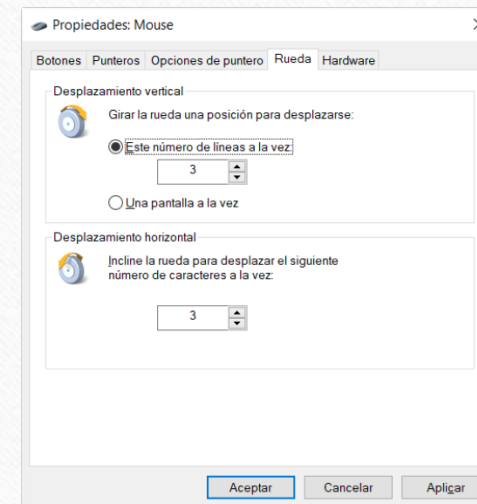 Propiedades: Mouse
Botones Punteros Opciones de puntero Rueda Hardware
Desplazamiento vertical
Girar la rueda una posición para desplazarse:
Este número de líneas a la vez:
3
Una pantalla a la vez
Desplazamiento horizontal
Incline la rueda para desplazar el siguiente
número de caracteres a la vez:
3
Aceptar Cancelar Aplicar